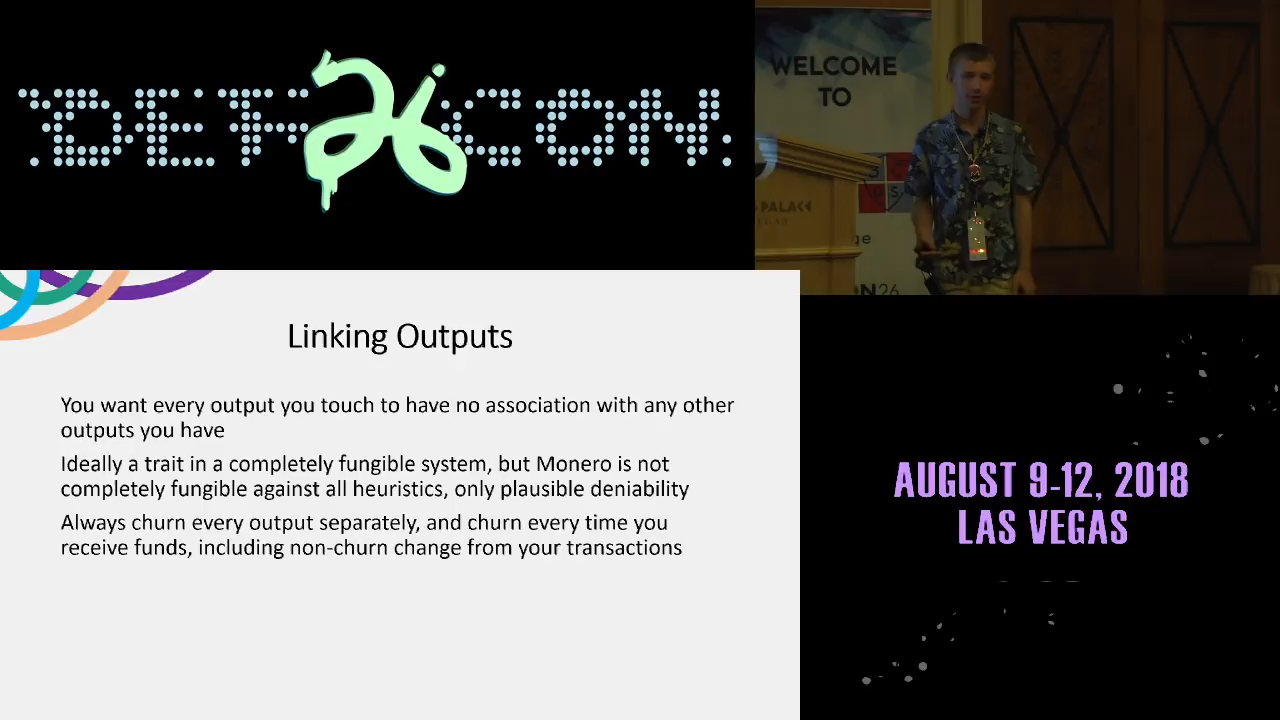 DEF CON
26
WELCOME
TO
PALACE
26
Linking Outputs
You want every output you touch to have no association with any other
outputs you have
Ideally a trait in a completely fungible system, but Monero is not
completely fungible against all heuristics, only plausible deniability
Always churn every output separately, and churn every time you
receive funds, including non-churn change from your transactions
AUGUST 9-12, 2018
LAS VEGAS